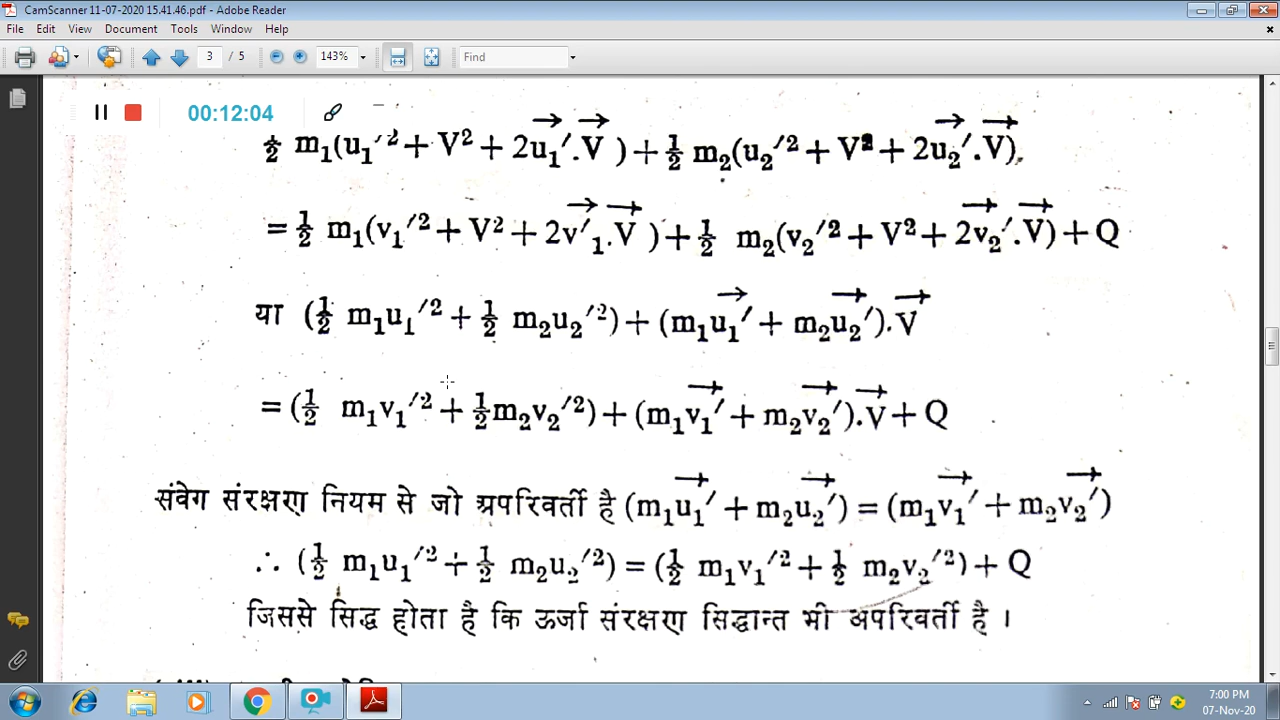 CamScanner 11-07-2020 15.41.46.pdf - Adobe Reader
File Edit View Document Tools Window Help
3 / 5 143% Find
00:12:04
½ m₁(u₁′² + V² + 2u₁⃗′.V⃗ ) + ½ m₂(u₂′² + V² + 2u₂⃗′.V⃗),
= ½ m₁(v₁′² + V² + 2v⃗′₁.V⃗ ) + ½ m₂(v₂′² + V² + 2v₂⃗′.V⃗) + Q
या (½ m₁u₁′² + ½ m₂u₂′²) + (m₁u₁⃗′ + m₂u₂⃗′).V⃗
= (½ m₁v₁′² + ½m₂v₂′²) + (m₁v₁⃗′ + m₂v₂⃗′).V⃗ + Q
संवेग संरक्षण नियम से जो अपरिवर्ती है (m₁u₁⃗′ + m₂u₂⃗′) = (m₁v₁⃗′ + m₂v₂⃗′)
∴ (½ m₁u₁′² + ½ m₂u₂′²) = (½ m₁v₁′² + ½ m₂v₂′²) + Q
जिससे सिद्ध होता है कि ऊर्जा संरक्षण सिद्धान्त भी अपरिवर्ती है ।
7:00 PM
07-Nov-20